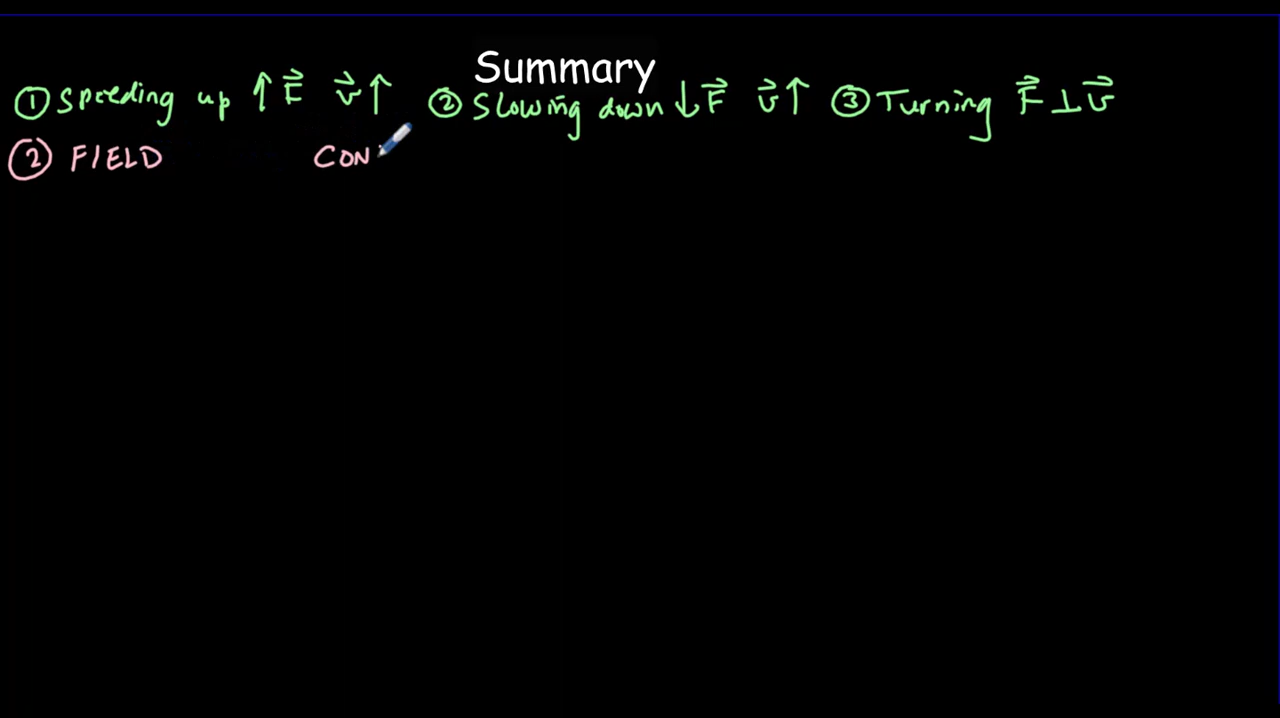 Summary
① Speeding up ↑ F⃗ v⃗ ↑ ② Slowing down ↓ F⃗ v⃗ ↑ ③ Turning F⃗ ⊥ v⃗
② FIELD CON